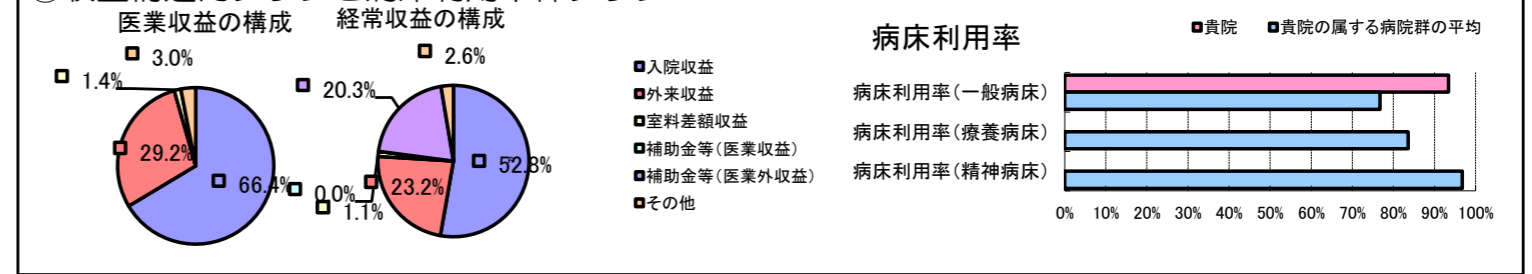 医業収益の構成
3.0%
1.4%
29.2%
66.4%
経常収益の構成
2.6%
20.3%
52.8%
23.2%
0.0%
1.1%
入院収益
外来収益
室料差額収益
補助金等(医業収益)
補助金等(医業外収益)
その他
病床利用率
貴院 貴院の属する病院群の平均
病床利用率(一般病床)
病床利用率(療養病床)
病床利用率(精神病床)
0% 10% 20% 30% 40% 50% 60% 70% 80% 90% 100%